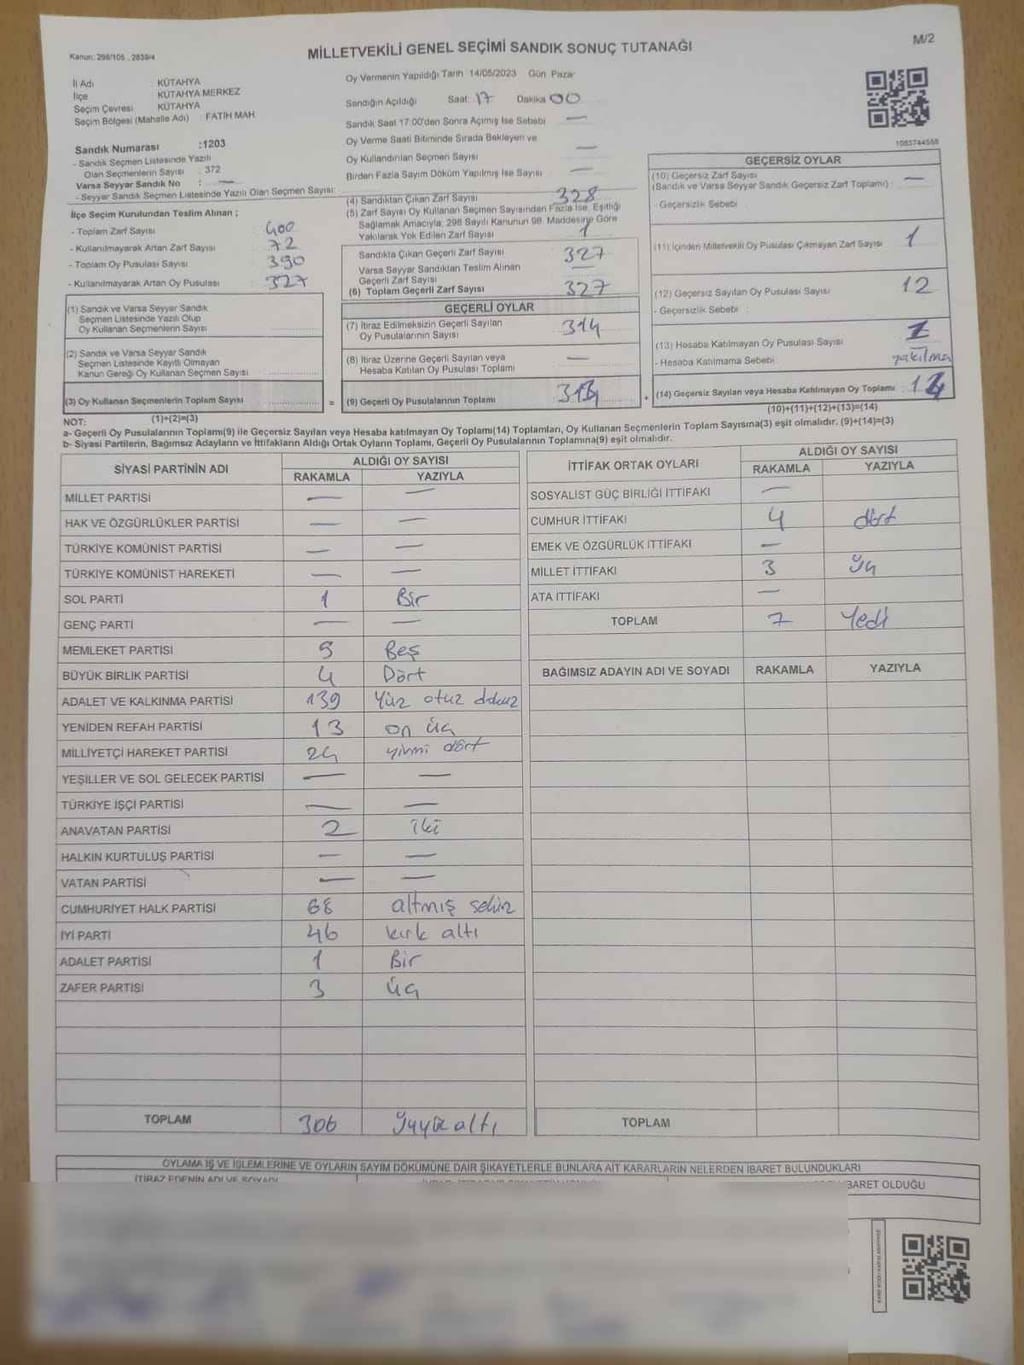 Kanun: 298/105 , 2839/4
MİLLETVEKİLİ GENEL SEÇİMİ SANDIK SONUÇ TUTANAĞI
M/2
İl Adı KÜTAHYA
İlçe KÜTAHYA MERKEZ
Seçim Çevresi KÜTAHYA
Seçim Bölgesi (Mahalle Adı) FATİH MAH
Oy Vermenin Yapıldığı Tarih 14/05/2023 Gün Pazar
Sandığın Açıldığı Saat: 17 Dakika 00
Sandık Saat 17:00'den Sonra Açılmış İse Sebebi —
Oy Verme Saati Bitiminde Sırada Bekleyen ve
Oy Kullandırılan Seçmen Sayısı —
Birden Fazla Sayım Döküm Yapılmış İse Sayısı —
Sandık Numarası :1203
- Sandık Seçmen Listesinde Yazılı
Olan Seçmenlerin Sayısı : 372
Varsa Seyyar Sandık No : —
- Seyyar Sandık Seçmen Listesinde Yazılı Olan Seçmen Sayısı:
İlçe Seçim Kurulundan Teslim Alınan ;
- Toplam Zarf Sayısı 400
- Kullanılmayarak Artan Zarf Sayısı 72
- Toplam Oy Pusulası Sayısı 390
- Kullanılmayarak Artan Oy Pusulası 327
(1) Sandık ve Varsa Seyyar Sandık
Seçmen Listesinde Yazılı Olup
Oy Kullanan Seçmenlerin Sayısı
(2) Sandık ve Varsa Seyyar Sandık
Seçmen Listesinde Kayıtlı Olmayan
Kanun Gereği Oy Kullanan Seçmen Sayısı
(3) Oy Kullanan Seçmenlerin Toplam Sayısı
(1)+(2)=(3)
(4) Sandıktan Çıkan Zarf Sayısı 328
(5) Zarf Sayısı Oy Kullanan Seçmen Sayısından Fazla İse, Eşitliği
Sağlamak Amacıyla, 298 Sayılı Kanunun 98. Maddesine Göre
Yakılarak Yok Edilen Zarf Sayısı 1
Sandıkta Çıkan Geçerli Zarf Sayısı 327
Varsa Seyyar Sandıktan Teslim Alınan
Geçerli Zarf Sayısı —
(6) Toplam Geçerli Zarf Sayısı 327
GEÇERLİ OYLAR
(7) İtiraz Edilmeksizin Geçerli Sayılan
Oy Pusulalarının Sayısı 314
(8) İtiraz Üzerine Geçerli Sayılan veya
Hesaba Katılan Oy Pusulası Toplamı —
= (9) Geçerli Oy Pusulalarının Toplamı
1083744558
GEÇERSİZ OYLAR
(10) Geçersiz Zarf Sayısı
(Sandık ve Varsa Seyyar Sandık Geçersiz Zarf Toplamı) : —
- Geçersizlik Sebebi
(11) İçinden Milletvekili Oy Pusulası Çıkmayan Zarf Sayısı 1
(12) Geçersiz Sayılan Oy Pusulası Sayısı 12
- Geçersizlik Sebebi :
(13) Hesaba Katılmayan Oy Pusulası Sayısı
- Hesaba Katılmama Sebebi : yakılma
+ (14) Geçersiz Sayılan veya Hesaba Katılmayan Oy Toplamı
(10)+(11)+(12)+(13)=(14)
NOT:
a- Geçerli Oy Pusulalarının Toplamı(9) ile Geçersiz Sayılan veya Hesaba katılmayan Oy Toplamı(14) Toplamları, Oy Kullanan Seçmenlerin Toplam Sayısına(3) eşit olmalıdır. (9)+(14)=(3)
b- Siyasi Partilerin, Bağımsız Adayların ve İttifakların Aldığı Ortak Oyların Toplamı, Geçerli Oy Pusulalarının Toplamına(9) eşit olmalıdır.
SİYASİ PARTİNİN ADI ALDIĞI OY SAYISI
RAKAMLA YAZIYLA
MİLLET PARTİSİ — —
HAK VE ÖZGÜRLÜKLER PARTİSİ — —
TÜRKİYE KOMÜNİST PARTİSİ — —
TÜRKİYE KOMÜNİST HAREKETİ — —
SOL PARTİ 1 Bir
GENÇ PARTİ — —
MEMLEKET PARTİSİ 5 Beş
BÜYÜK BİRLİK PARTİSİ 4 Dört
ADALET VE KALKINMA PARTİSİ 139 Yüz otuz dokuz
YENİDEN REFAH PARTİSİ 13 on üç
MİLLİYETÇİ HAREKET PARTİSİ 24 yirmi dört
YEŞİLLER VE SOL GELECEK PARTİSİ — —
TÜRKİYE İŞÇİ PARTİSİ — —
ANAVATAN PARTİSİ 2 iki
HALKIN KURTULUŞ PARTİSİ — —
VATAN PARTİSİ — —
CUMHURİYET HALK PARTİSİ 68 altmış sekiz
İYİ PARTİ 46 kırk altı
ADALET PARTİSİ 1 Bir
ZAFER PARTİSİ 3 üç
TOPLAM 306 üçyüz altı
İTTİFAK ORTAK OYLARI ALDIĞI OY SAYISI
RAKAMLA YAZIYLA
SOSYALİST GÜÇ BİRLİĞİ İTTİFAKI —
CUMHUR İTTİFAKI 4 dört
EMEK VE ÖZGÜRLÜK İTTİFAKI —
MİLLET İTTİFAKI 3 üç
ATA İTTİFAKI —
TOPLAM 7 Yedi
BAĞIMSIZ ADAYIN ADI VE SOYADI RAKAMLA YAZIYLA
TOPLAM
OYLAMA İŞ VE İŞLEMLERİNE VE OYLARIN SAYIM DÖKÜMÜNE DAİR ŞİKAYETLERLE BUNLARA AİT KARARLARIN NELERDEN İBARET BULUNDUKLARI
İTİRAZ EDENİN ADI VE SOYADI
İBARET OLDUĞU